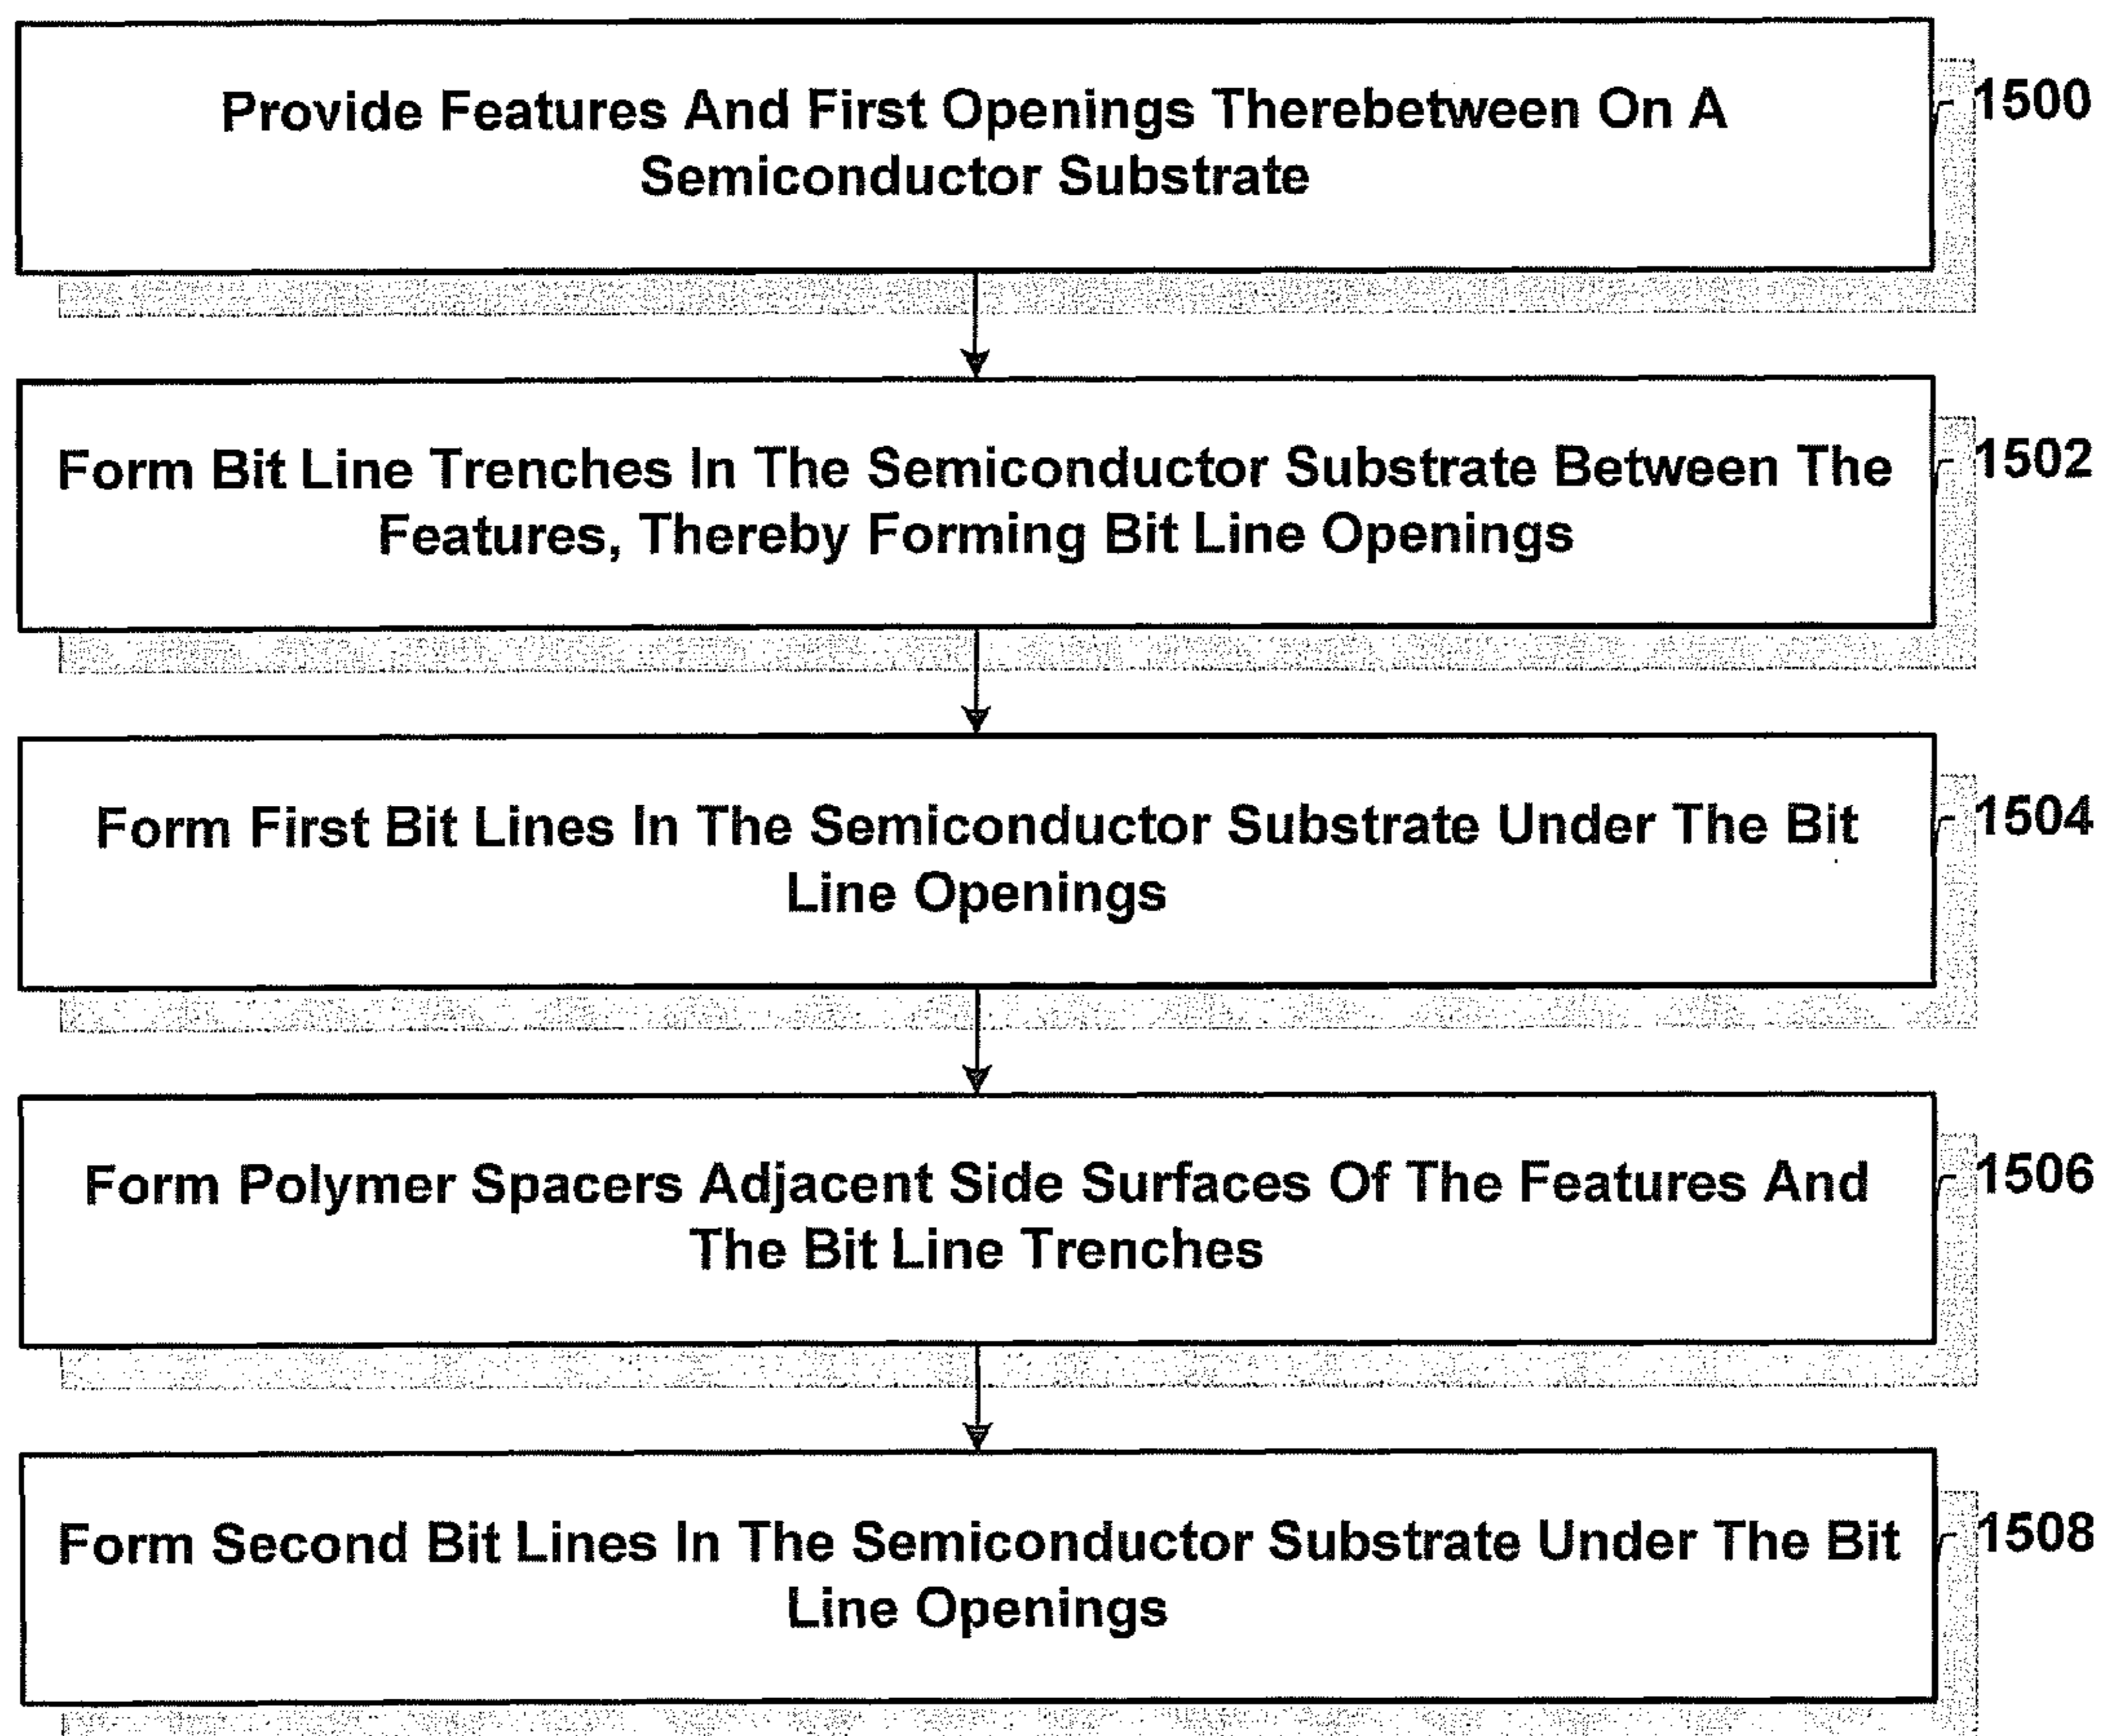 Provide Features And First Openings Therebetween On A
Semiconductor Substrate
1500
Form Bit Line Trenches In The Semiconductor Substrate Between The
Features, Thereby Forming Bit Line Openings
1502
Form First Bit Lines In The Semiconductor Substrate Under The Bit
Line Openings
1504
Form Polymer Spacers Adjacent Side Surfaces Of The Features And
The Bit Line Trenches
1506
Form Second Bit Lines In The Semiconductor Substrate Under The Bit
Line Openings
1508